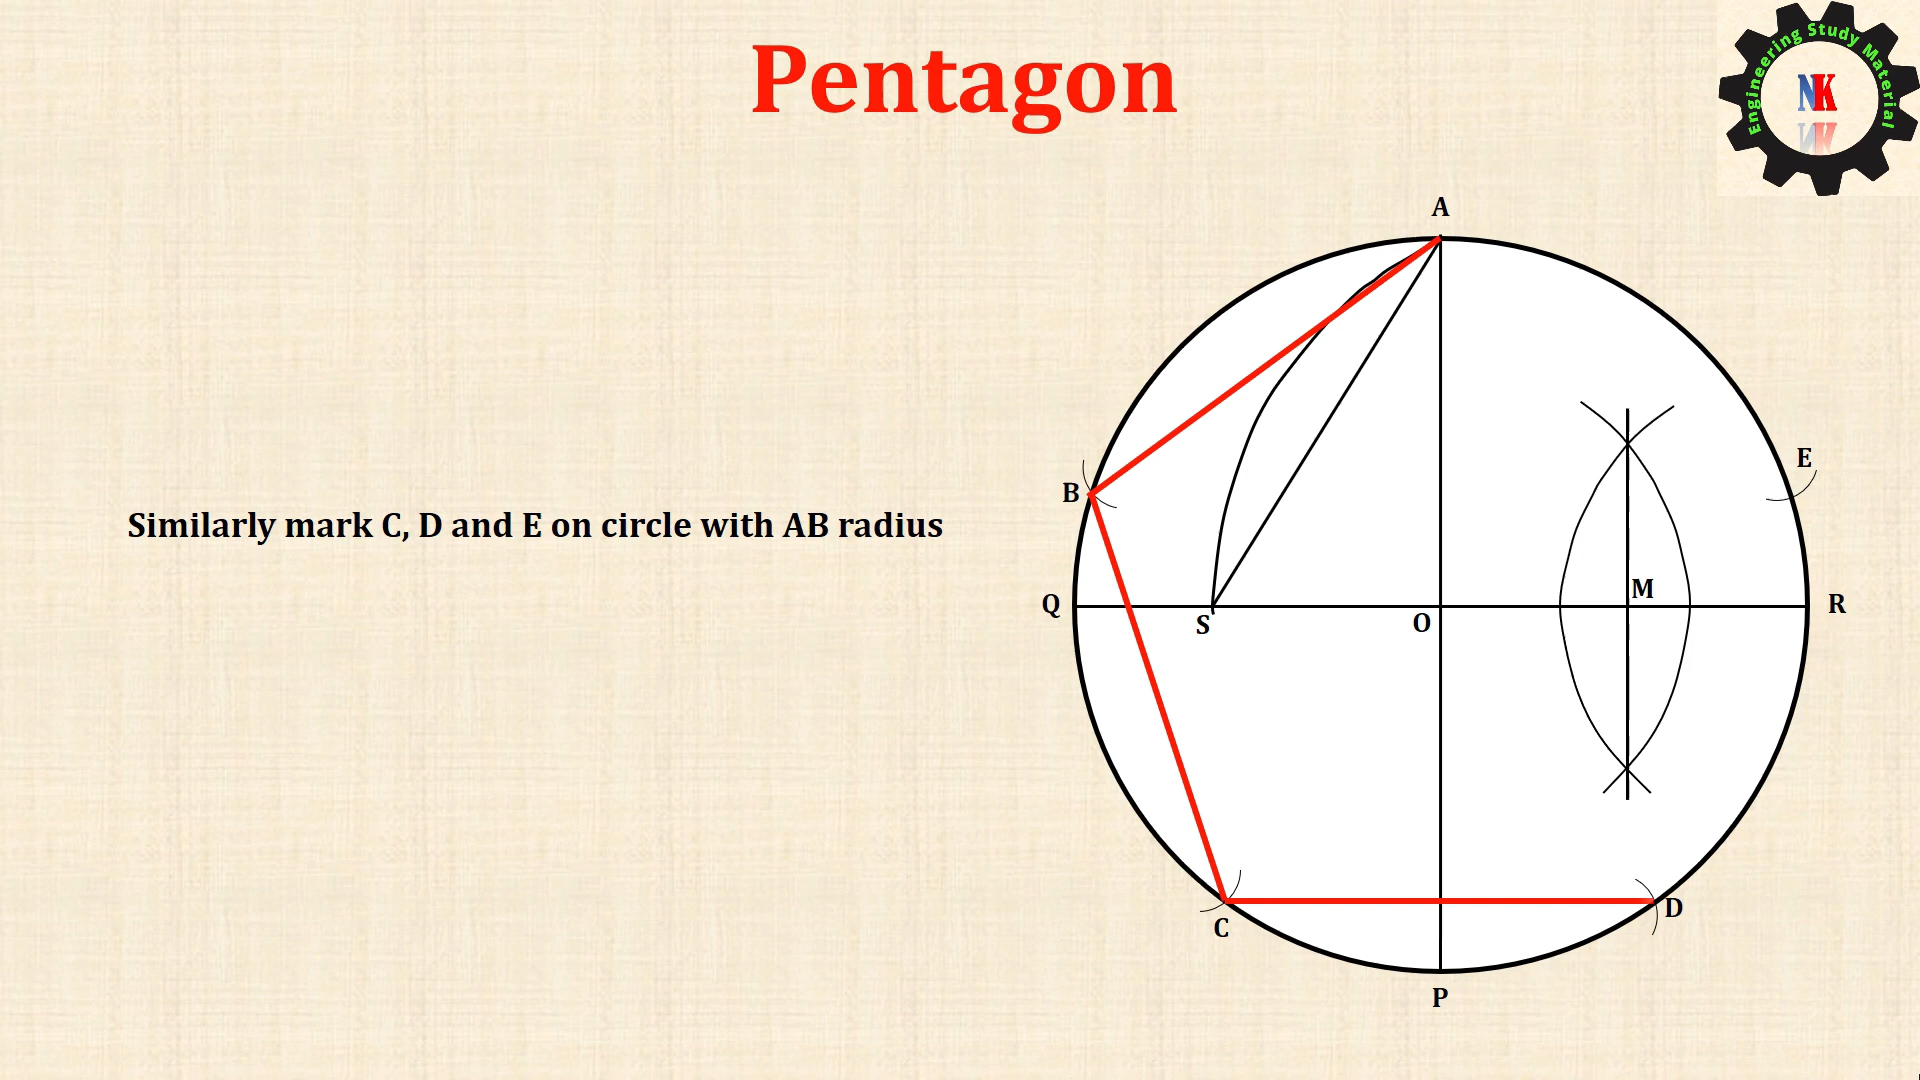 Pentagon
Engineering Study Material
NK
Similarly mark C, D and E on circle with AB radius
A
E
B
M
Q
S
O
R
D
C
P